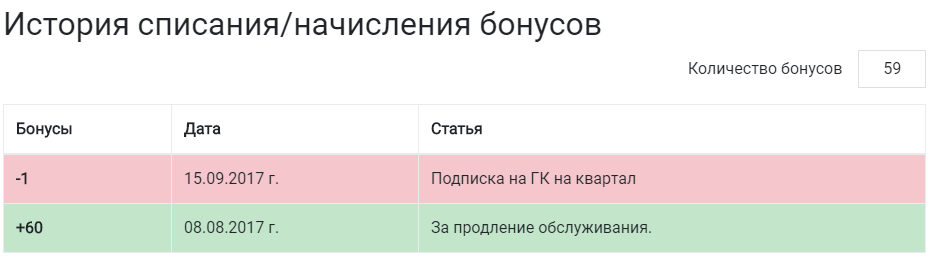 История списания/начисления бонусов
Количество бонусов 59
Бонусы Дата Статья
-1 15.09.2017 г. Подписка на ГК на квартал
+60 08.08.2017 г. За продление обслуживания.